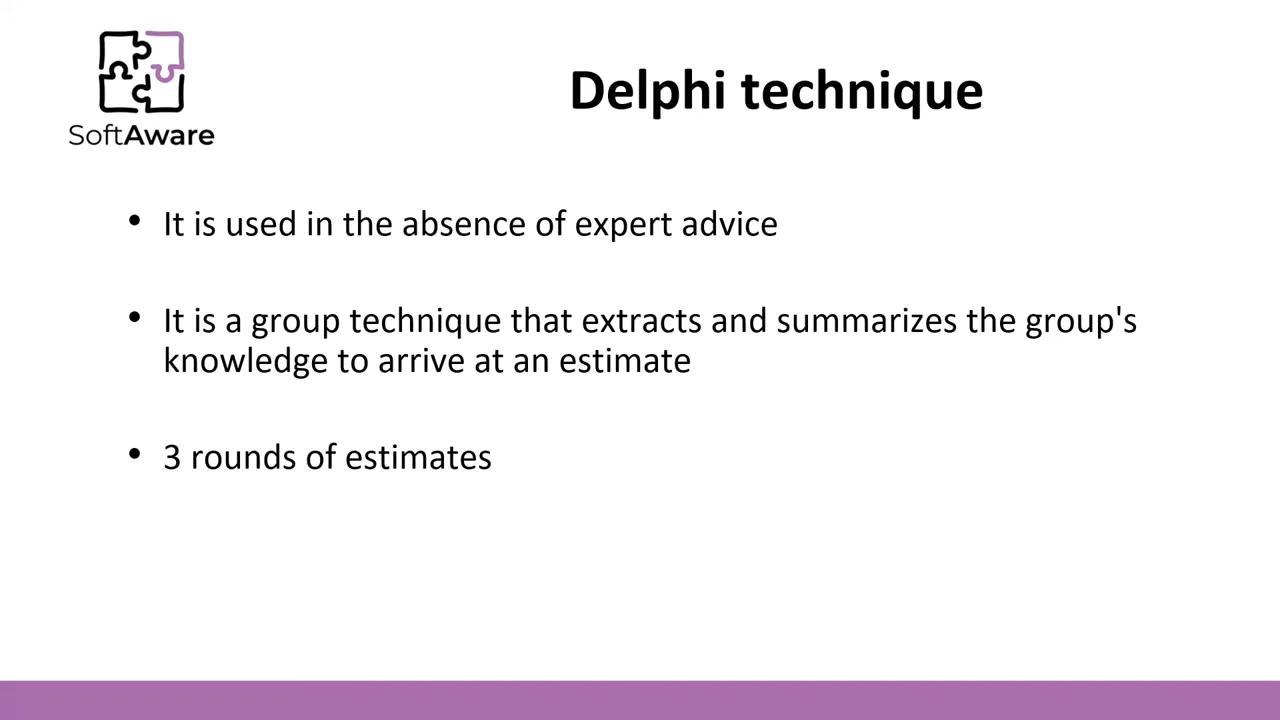 SoftAware
Delphi technique
• It is used in the absence of expert advice
• It is a group technique that extracts and summarizes the group's
knowledge to arrive at an estimate
• 3 rounds of estimates